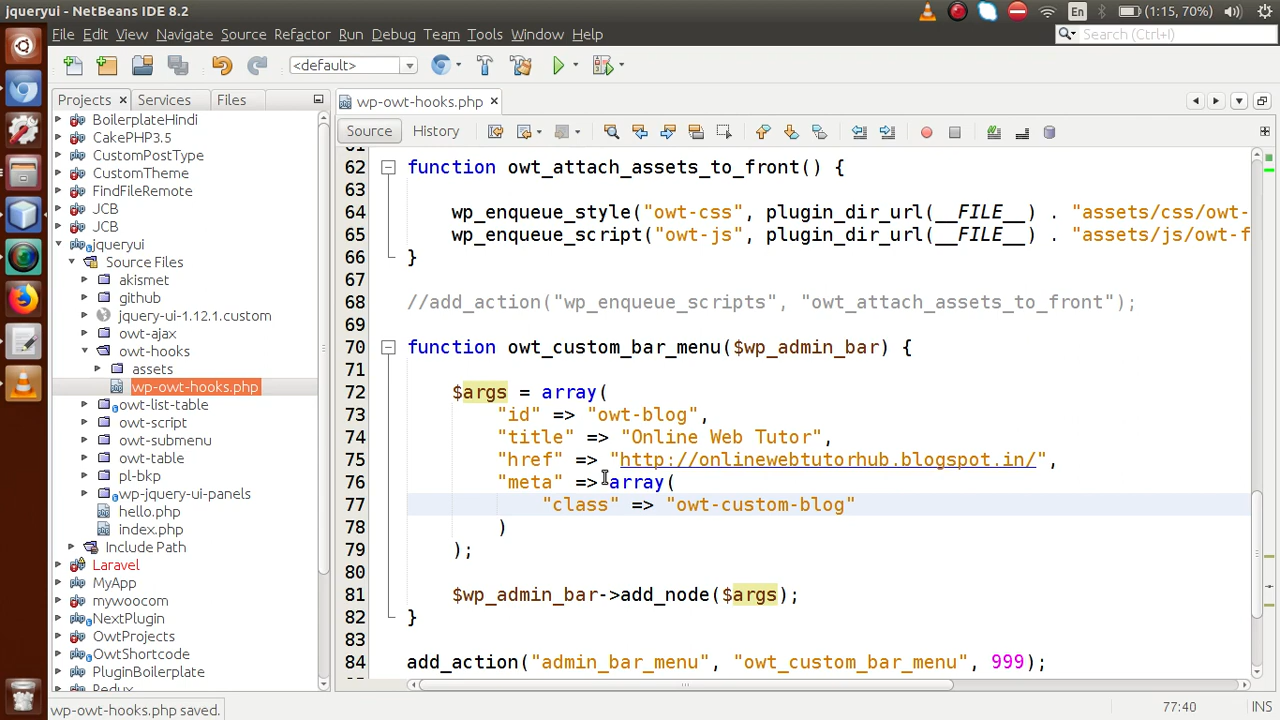 jqueryui - NetBeans IDE 8.2
En
(1:15, 70%)
File Edit View Navigate Source Refactor Run Debug Team Tools Window Help
Search (Ctrl+I)
<default>
Projects
Services
Files
wp-owt-hooks.php
Source
History
BoilerplateHindi
CakePHP3.5
CustomPostType
CustomTheme
FindFileRemote
JCB
JCB
jqueryui
Source Files
akismet
github
jquery-ui-1.12.1.custom
owt-ajax
owt-hooks
assets
wp-owt-hooks.php
owt-list-table
owt-script
owt-submenu
owt-table
pl-bkp
wp-jquery-ui-panels
hello.php
index.php
Include Path
Laravel
MyApp
mywoocom
NextPlugin
OwtProjects
OwtShortcode
PluginBoilerplate
Redux
61
62 function owt_attach_assets_to_front() {
63
64 wp_enqueue_style("owt-css", plugin_dir_url(__FILE__) . "assets/css/owt-
65 wp_enqueue_script("owt-js", plugin_dir_url(__FILE__) . "assets/js/owt-f
66 }
67
68 //add_action("wp_enqueue_scripts", "owt_attach_assets_to_front");
69
70 function owt_custom_bar_menu($wp_admin_bar) {
71
72 $args = array(
73 "id" => "owt-blog",
74 "title" => "Online Web Tutor",
75 "href" => "http://onlinewebtutorhub.blogspot.in/",
76 "meta" => array(
77 "class" => "owt-custom-blog"
78 )
79 );
80
81 $wp_admin_bar->add_node($args);
82 }
83
84 add_action("admin_bar_menu", "owt_custom_bar_menu", 999);
wp-owt-hooks.php saved.
77:40
INS